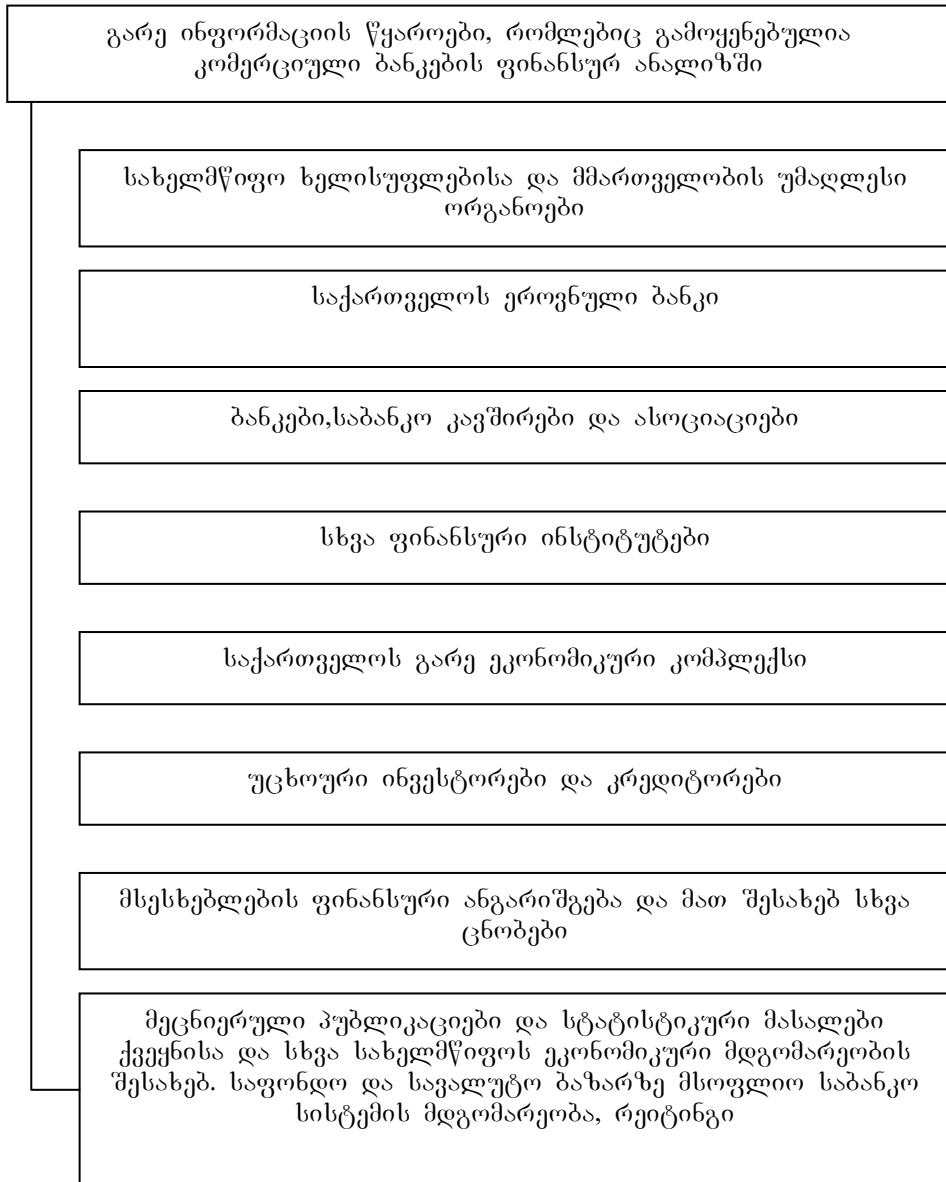 გარე ინფორმაციის წყაროები, რომლებიც გამოყენებულია
კომერციული ბანკების ფინანსურ ანალიზში
სახელმწიფო ხელისუფლებისა და მმართველობის უმაღლესი
ორგანოები
საქართველოს ეროვნული ბანკი
ბანკები,საბანკო კავშირები და ასოციაციები
სხვა ფინანსური ინსტიტუტები
საქართველოს გარე ეკონომიკური კომპლექსი
უცხოური ინვესტორები და კრედიტორები
მსესხებლების ფინანსური ანგარიშგება და მათ შესახებ სხვა
ცნობები
მეცნიერული პუბლიკაციები და სტატისტიკური მასალები
ქვეყნისა და სხვა სახელმწიფოს ეკონომიკური მდგომარეობის
შესახებ. საფონდო და სავალუტო ბაზარზე მსოფლიო საბანკო
სისტემის მდგომარეობა, რეიტინგი